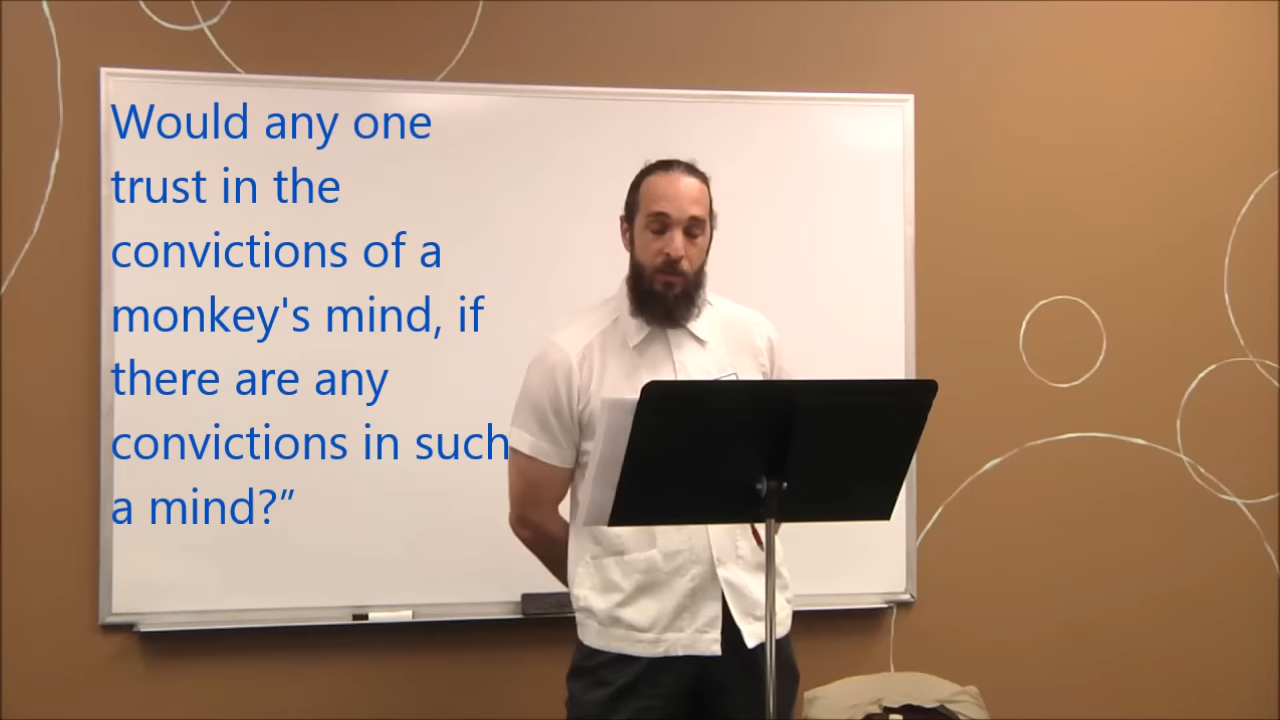 Would any one
trust in the
convictions of a
monkey's mind, if
there are any
convictions in such
a mind?”